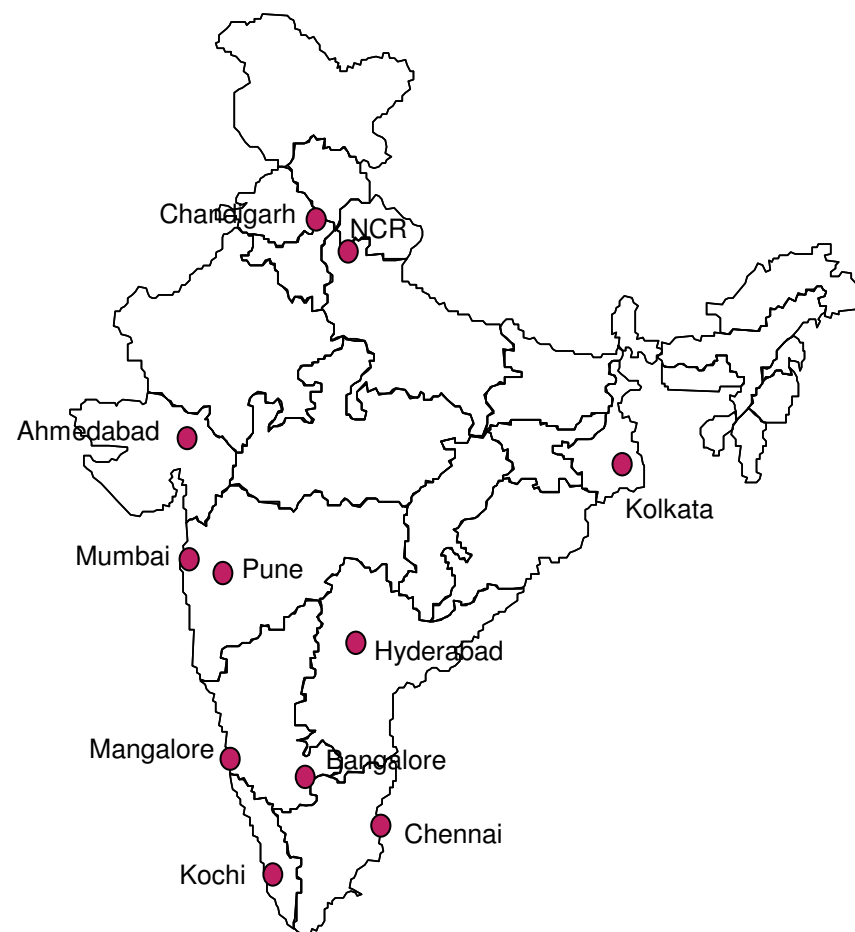 Chandigarh
NCR
Ahmedabad
Kolkata
Mumbai
Pune
Hyderabad
Mangalore
Bangalore
Chennai
Kochi